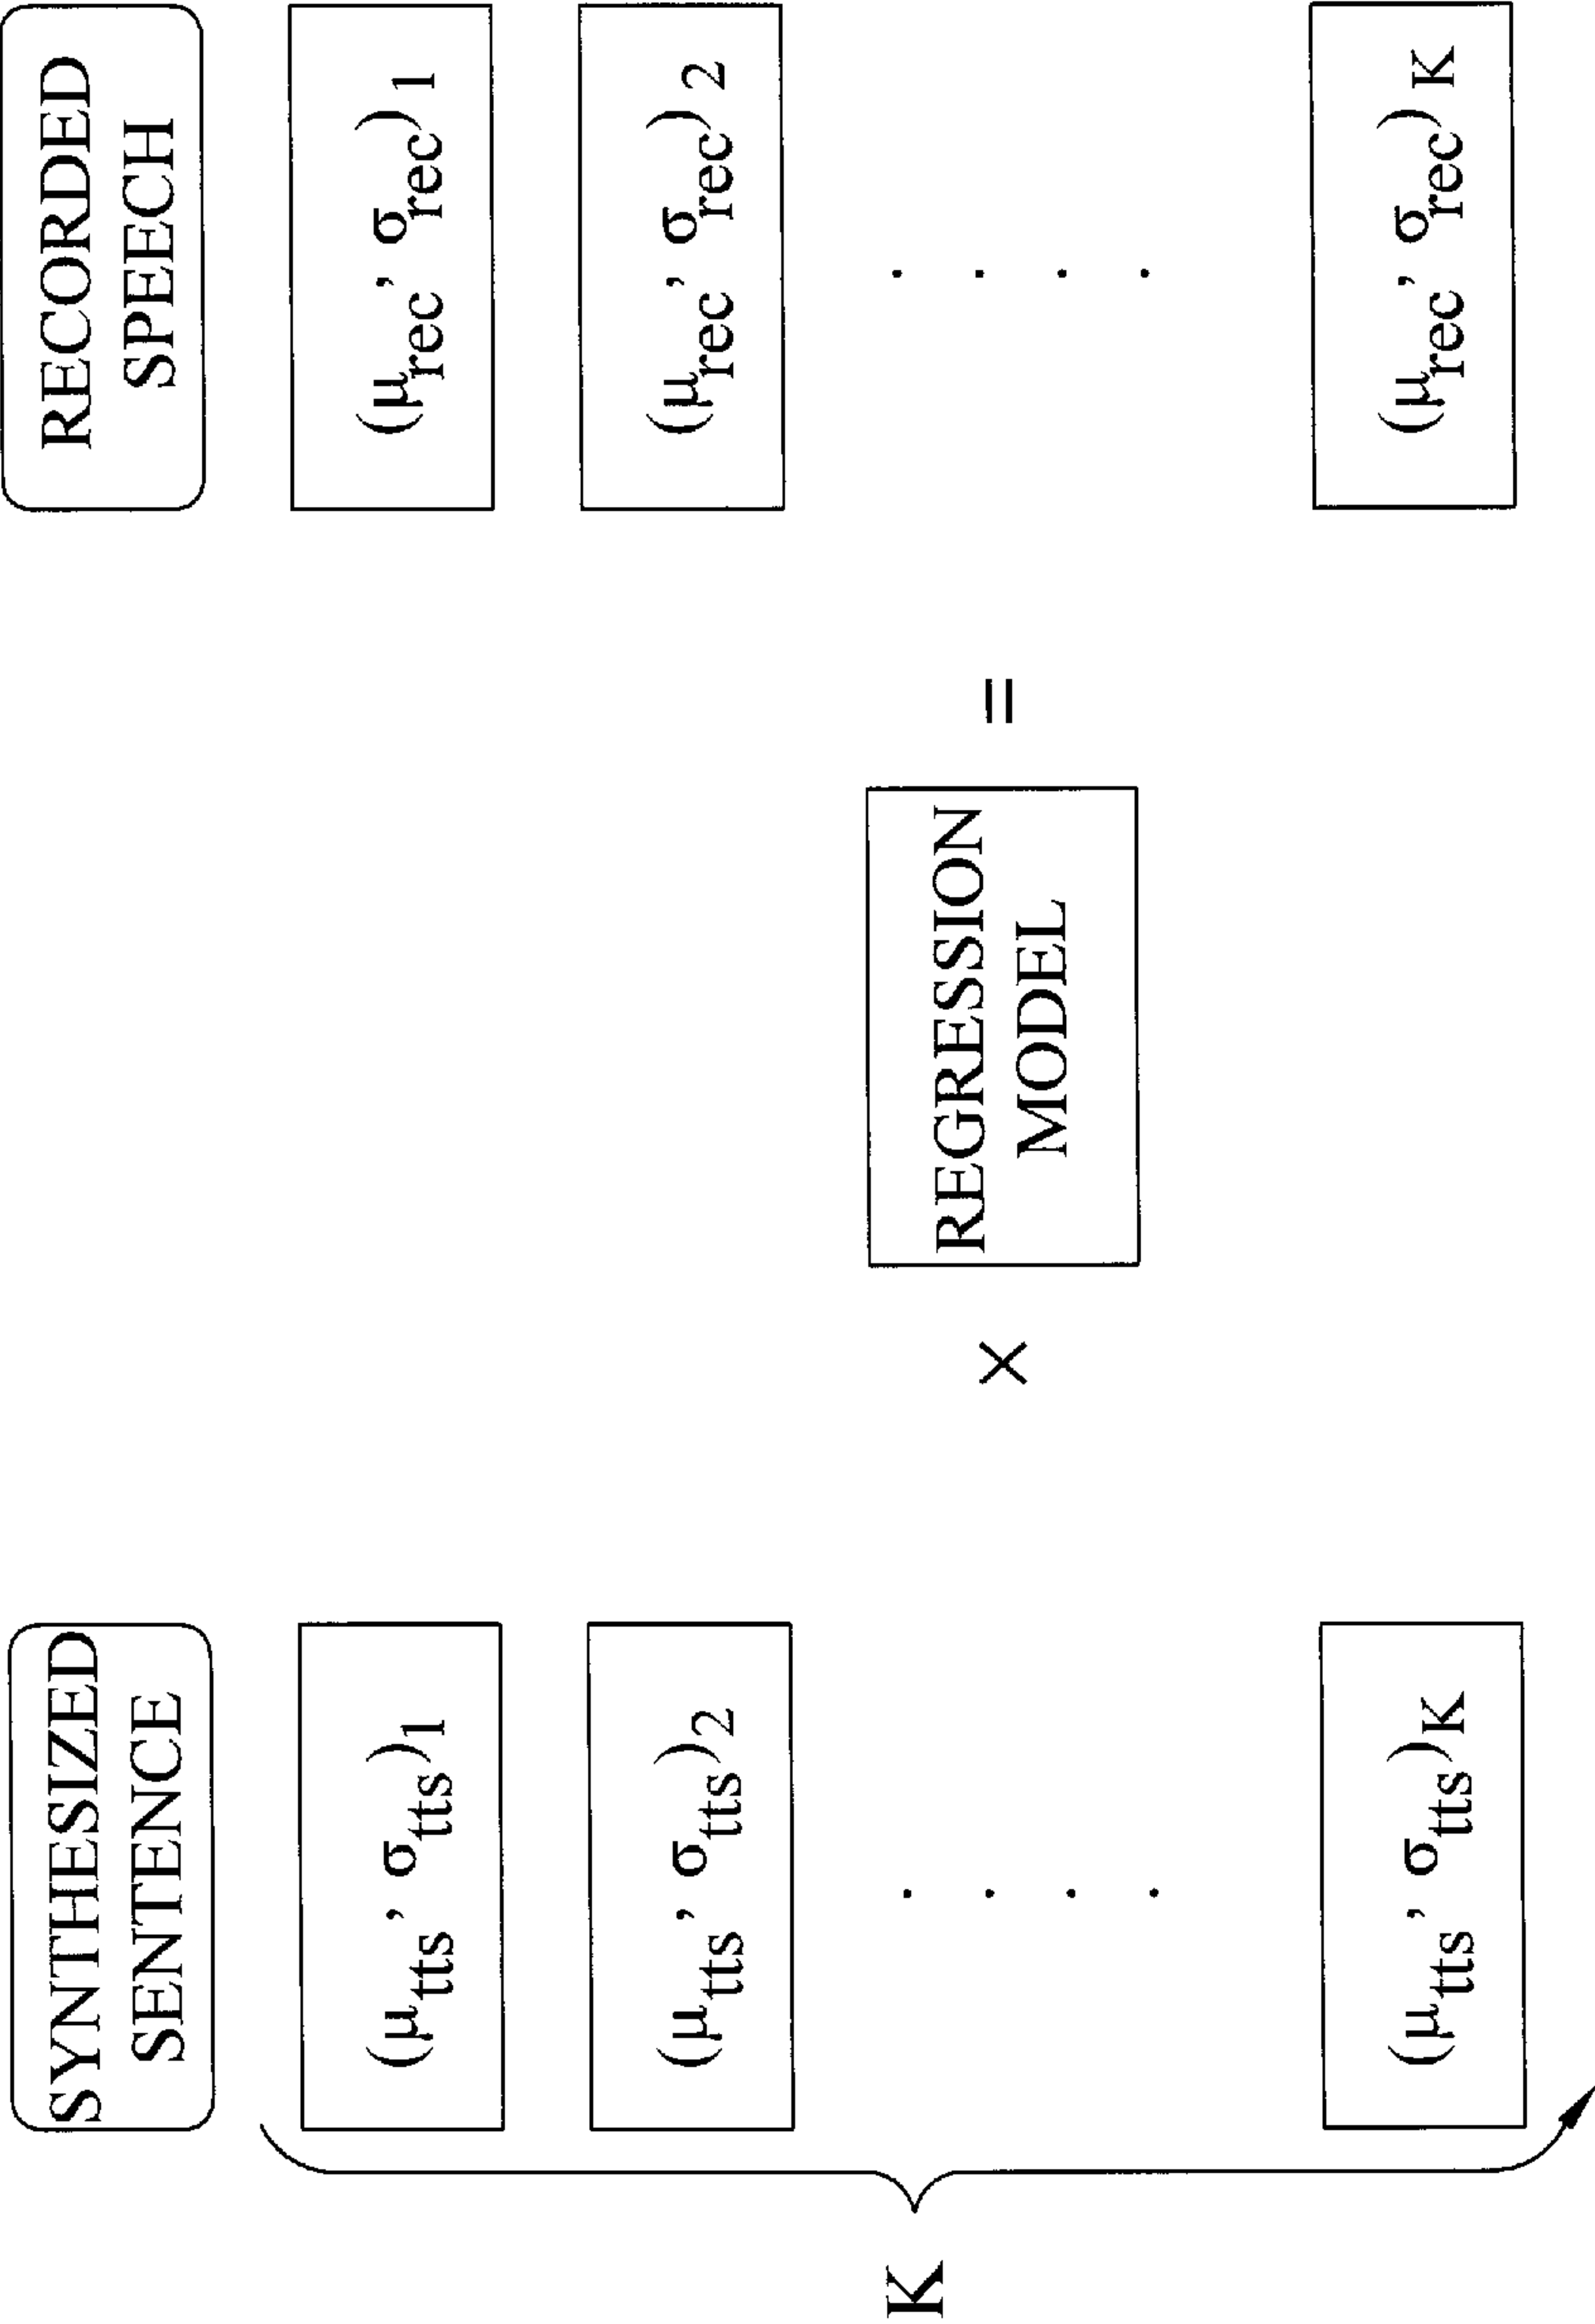 SYNTHESIZED
SENTENCE
RECORDED
SPEECH
(μtts, σtts)1
(μrec, σrec)1
(μtts, σtts)2
(μrec, σrec)2
K
. . . .
×
REGRESSION
MODEL
=
. . . .
(μtts, σtts)K
(μrec, σrec)K